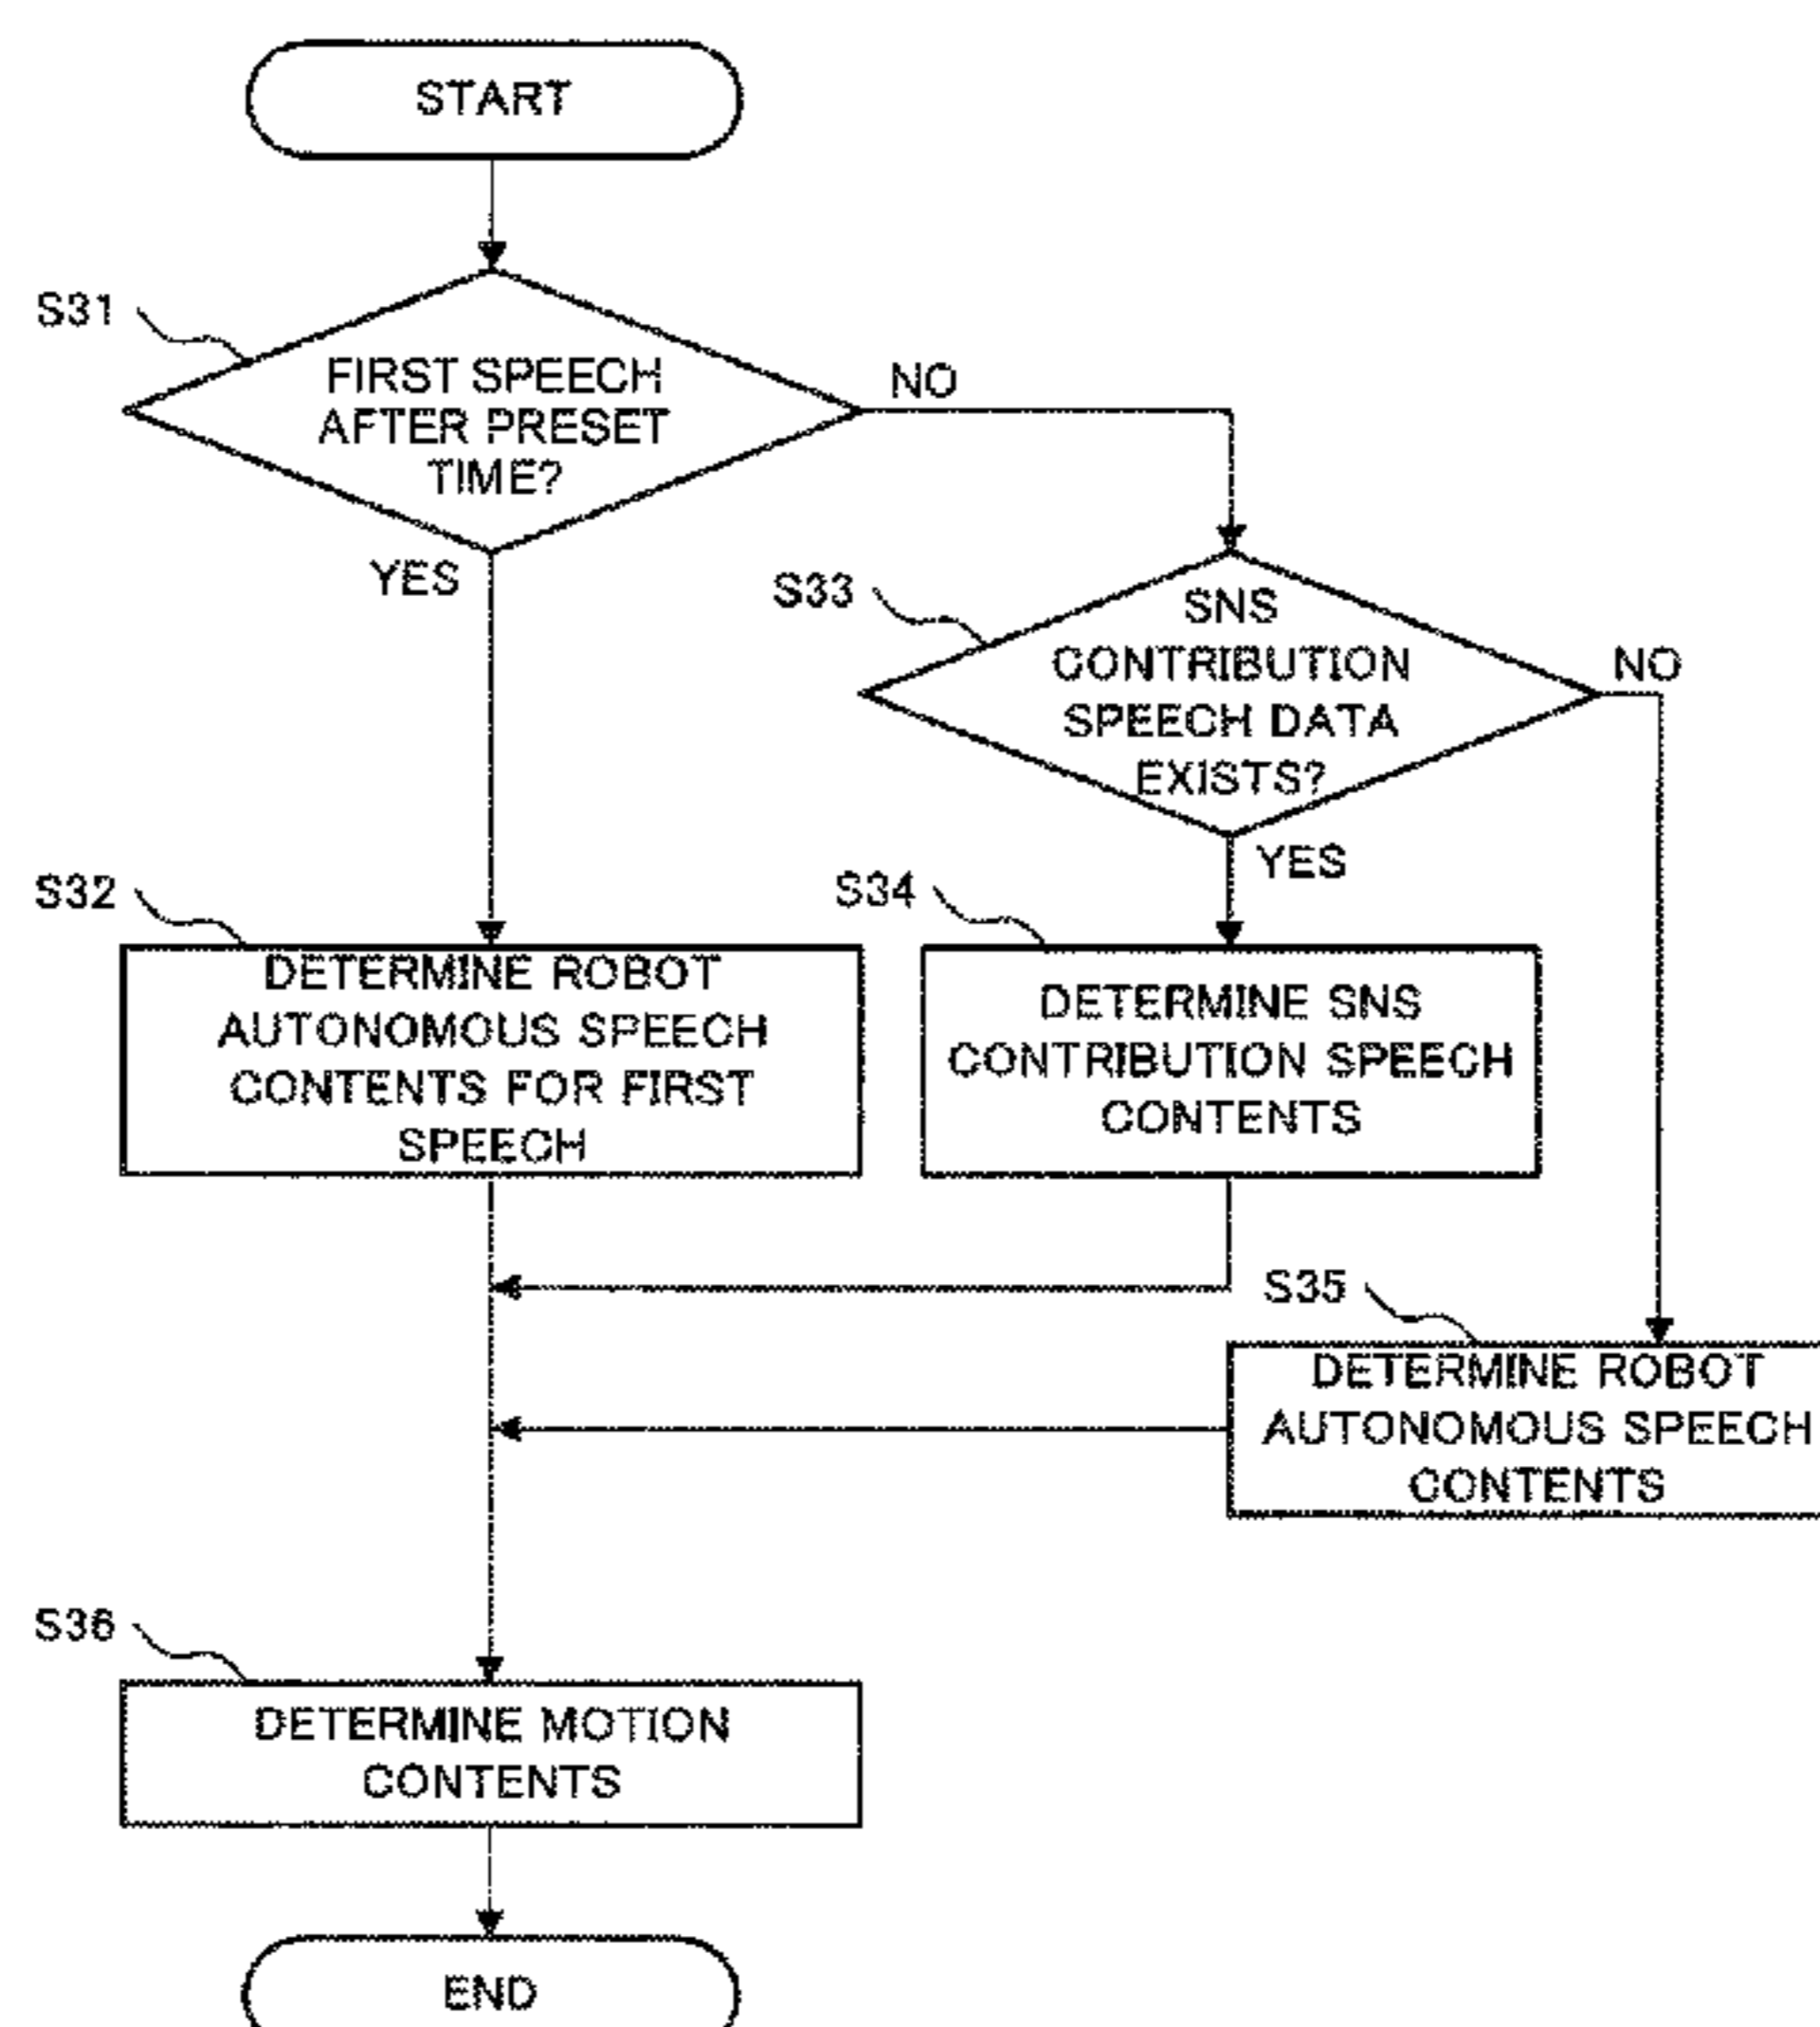 START
S31
FIRST SPEECH
AFTER PRESET
TIME?
NO
YES
S33
SNS
CONTRIBUTION
SPEECH DATA
EXISTS?
NO
YES
S32
DETERMINE ROBOT
AUTONOMOUS SPEECH
CONTENTS FOR FIRST
SPEECH
S34
DETERMINE SNS
CONTRIBUTION SPEECH
CONTENTS
S35
DETERMINE ROBOT
AUTONOMOUS SPEECH
CONTENTS
S36
DETERMINE MOTION
CONTENTS
END